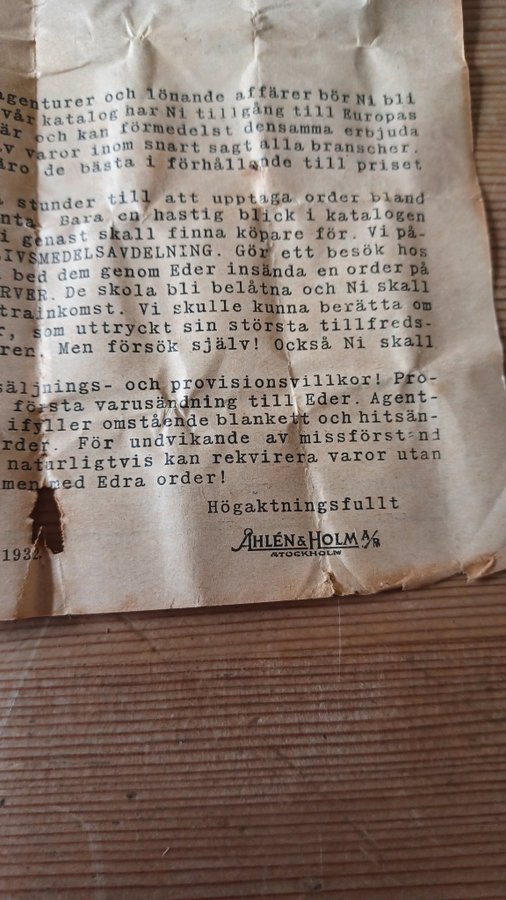 agenturer och lönande affärer bör Ni bli
vår katalog har Ni tillgång till Europas
är och kan förmedelst densamma erbjuda
v varor inom snart sagt alla branscher.
äro de bästa i förhållande till priset
stunder till att upptaga order bland
nta. Bara en hastig blick i katalogen
i genast skall finna köpare för. Vi på-
LIVSMEDELSAVDELNING. Gör ett besök hos
bed dem genom Eder insända en order på
RVER. De skola bli belåtna och Ni skall
trainkomst. Vi skulle kunna berätta om
r, som uttryckt sin största tillfreds-
ren. Men försök själv! Också Ni skall
säljnings- och provisionsvillkor! Pro-
första varusändning till Eder. Agent-
ifyller omstående blankett och hitsän-
rder. För undvikande av missförstånd
naturligtvis kan rekvirera varor utan
men med Edra order!
Högaktningsfullt
ÅHLÉN & HOLM A/B
STOCKHOLM
193